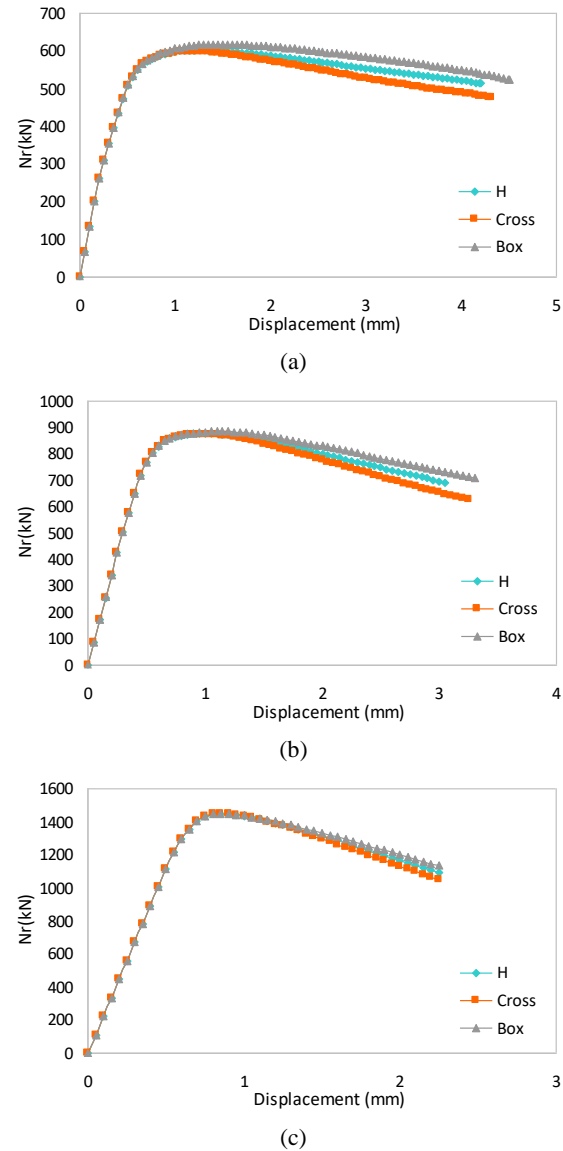 Nr(kN)
700
600
500
400
300
200
100
0
H
Cross
Box
0 1 2 3 4 5
Displacement (mm)
(a)
Nr(kN)
1000
900
800
700
600
500
400
300
200
100
0
H
Cross
Box
0 1 2 3 4
Displacement (mm)
(b)
Nr(kN)
1600
1400
1200
1000
800
600
400
200
0
H
Cross
Box
0 1 2 3
Displacement (mm)
(c)